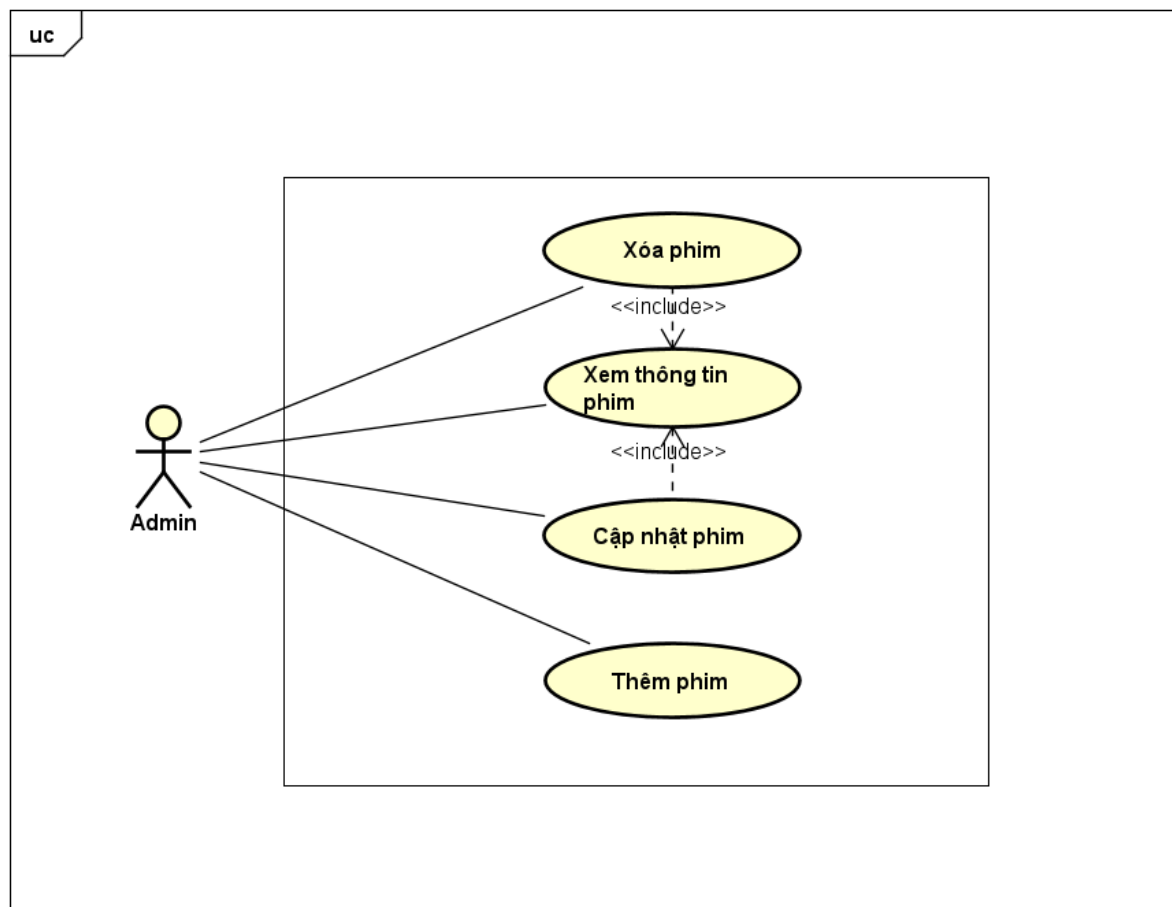 uc
Xóa phim
<<include>>
Xem thông tin
phim
<<include>>
Admin
Cập nhật phim
Thêm phim